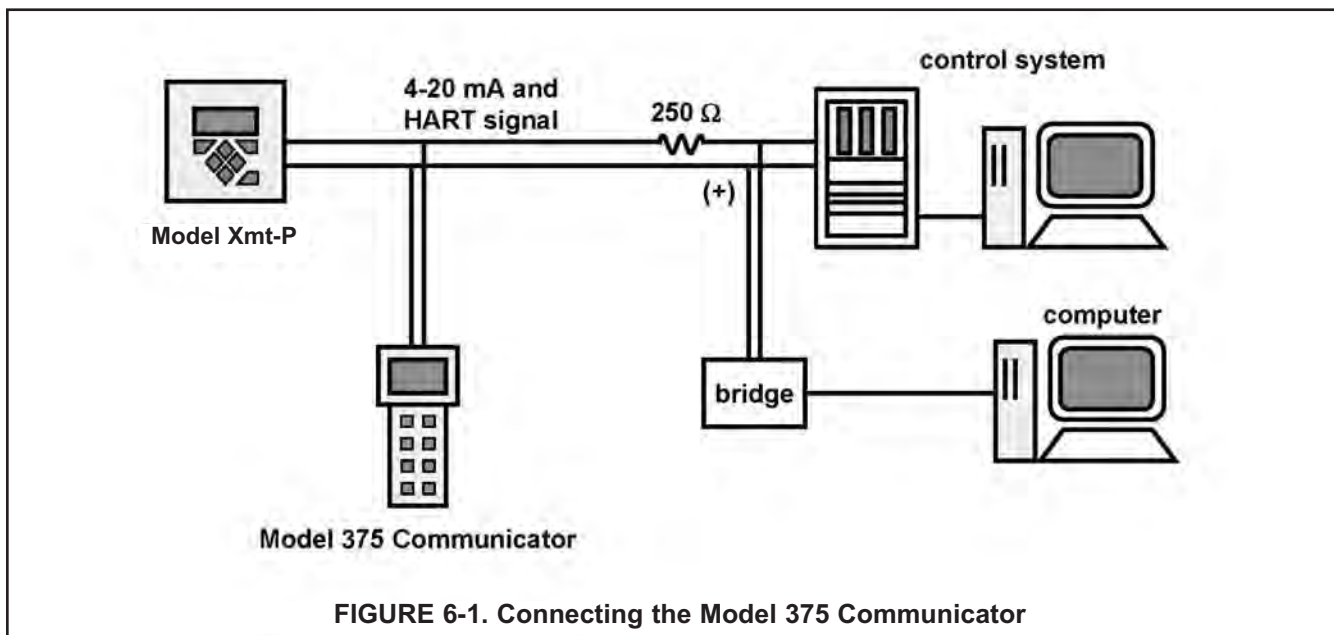 control system
4-20 mA and
HART signal
250 Ω
(+)
Model Xmt-P
computer
bridge
Model 375 Communicator
FIGURE 6-1. Connecting the Model 375 Communicator